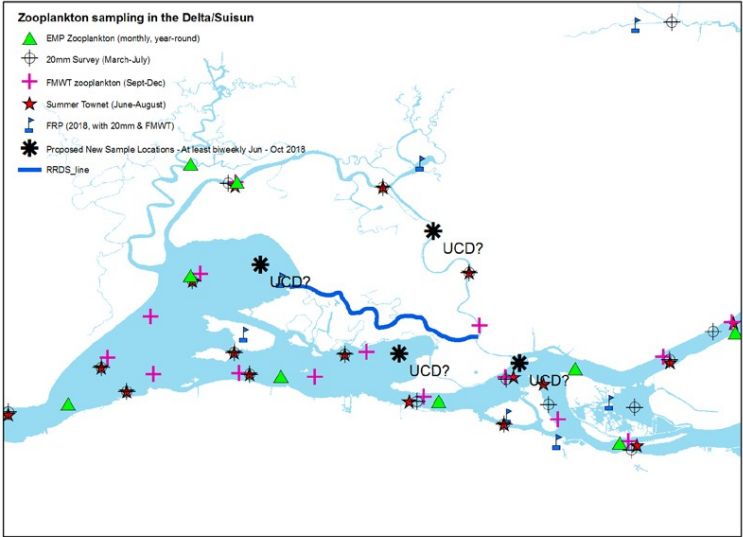 Zooplankton sampling in the Delta/Suisun
EMP Zooplankton (monthly, year-round)
20mm Survey (March-July)
FMWT zooplankton (Sept-Dec)
Summer Townet (June-August)
FRP (2018, with 20mm & FMWT)
Proposed New Sample Locations - At least biweekly Jun - Oct 2018
RRDS_line
UCD?
UCD?
UCD?
UCD?